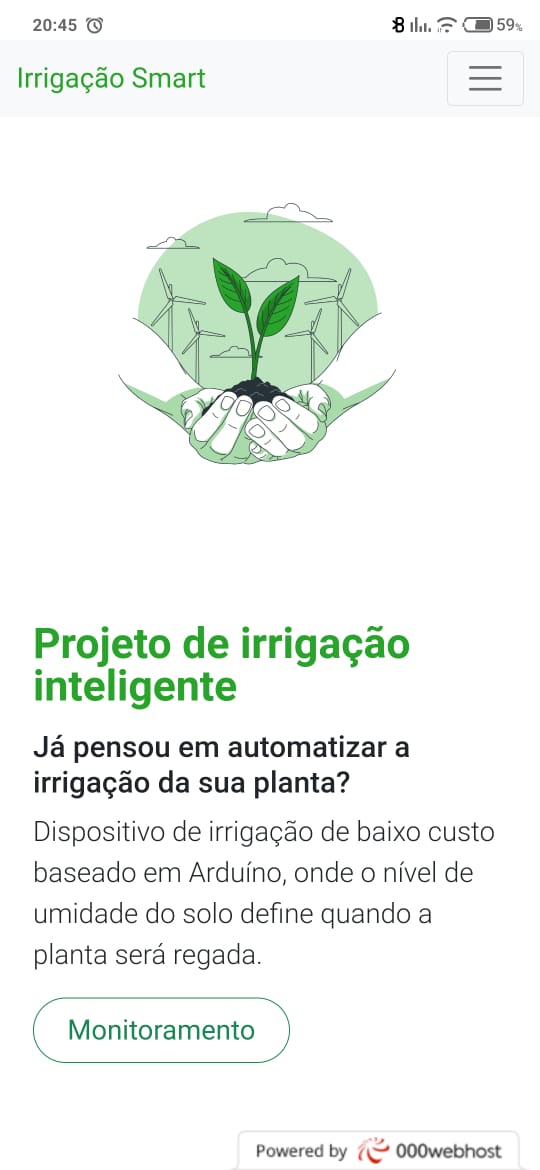 20:45
59%
Irrigação Smart
Projeto de irrigação
inteligente
Já pensou em automatizar a
irrigação da sua planta?
Dispositivo de irrigação de baixo custo
baseado em Arduíno, onde o nível de
umidade do solo define quando a
planta será regada.
Monitoramento
Powered by 000webhost